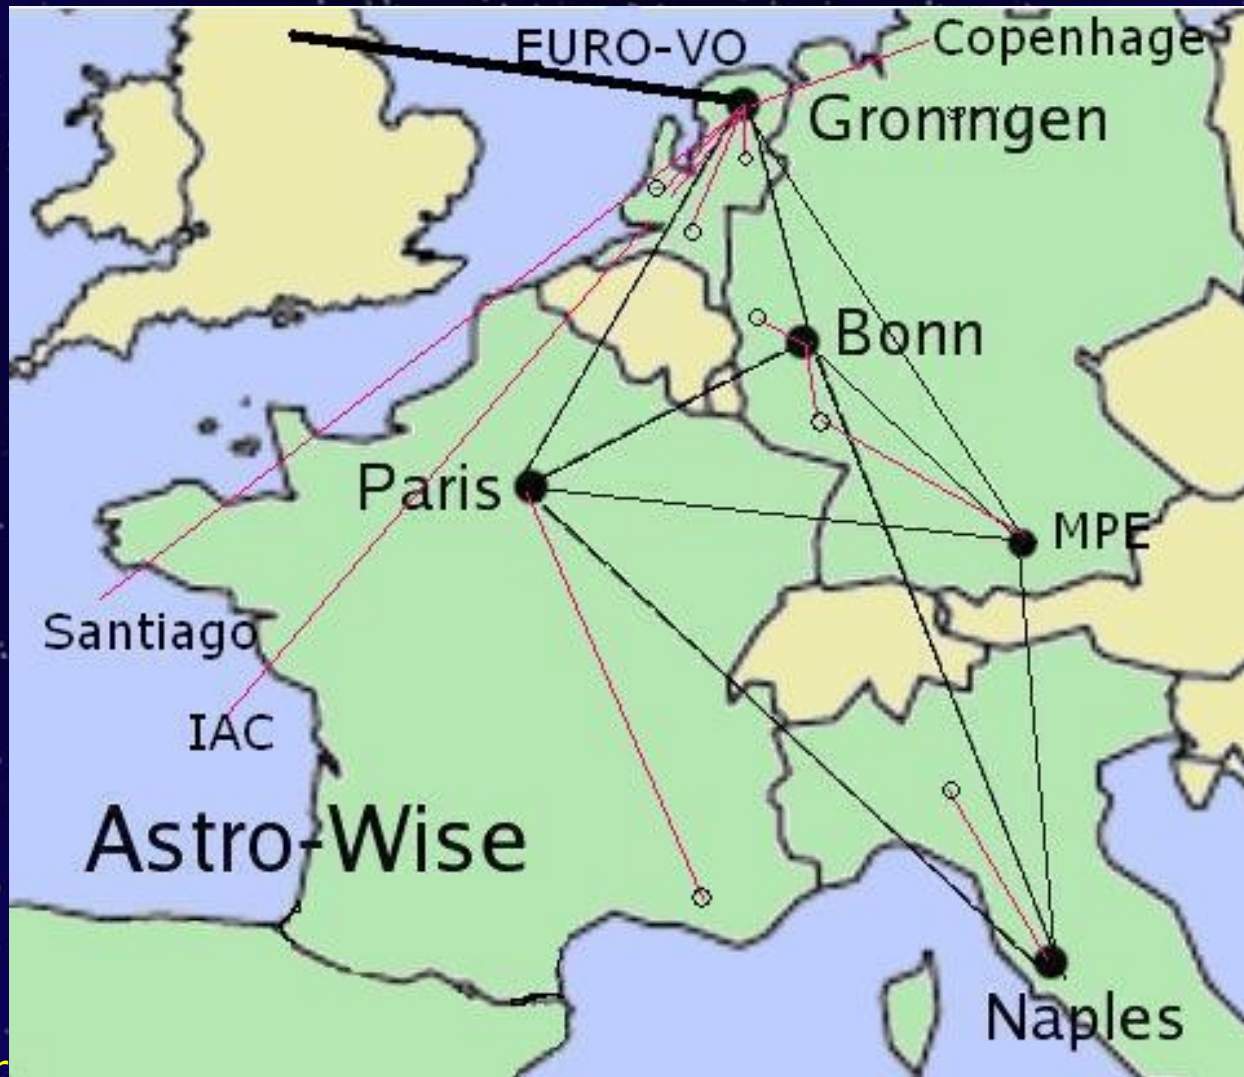 EURO-VO
Copenhage
Groningen
Bonn
Paris
MPE
Santiago
IAC
Astro-Wise
Naples